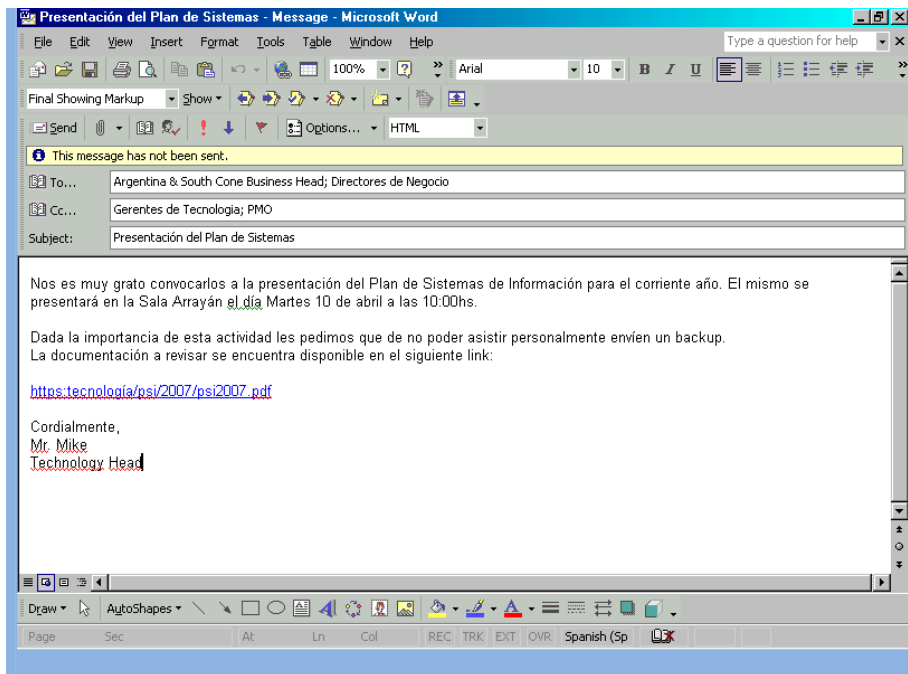 Presentación del Plan de Sistemas - Message - Microsoft Word
File Edit View Insert Format Tools Table Window Help Type a question for help
100% Arial 10 B I U
Final Showing Markup Show
Send Options... HTML
This message has not been sent.
To... Argentina & South Cone Business Head; Directores de Negocio
Cc... Gerentes de Tecnologia; PMO
Subject: Presentación del Plan de Sistemas
Nos es muy grato convocarlos a la presentación del Plan de Sistemas de Información para el corriente año. El mismo se
presentará en la Sala Arrayán el día Martes 10 de abril a las 10:00hs.
Dada la importancia de esta actividad les pedimos que de no poder asistir personalmente envíen un backup.
La documentación a revisar se encuentra disponible en el siguiente link:
https:tecnología/psi/2007/psi2007.pdf
Cordialmente,
Mr. Mike
Technology Head
Draw AutoShapes
Page Sec At Ln Col REC TRK EXT OVR Spanish (Sp